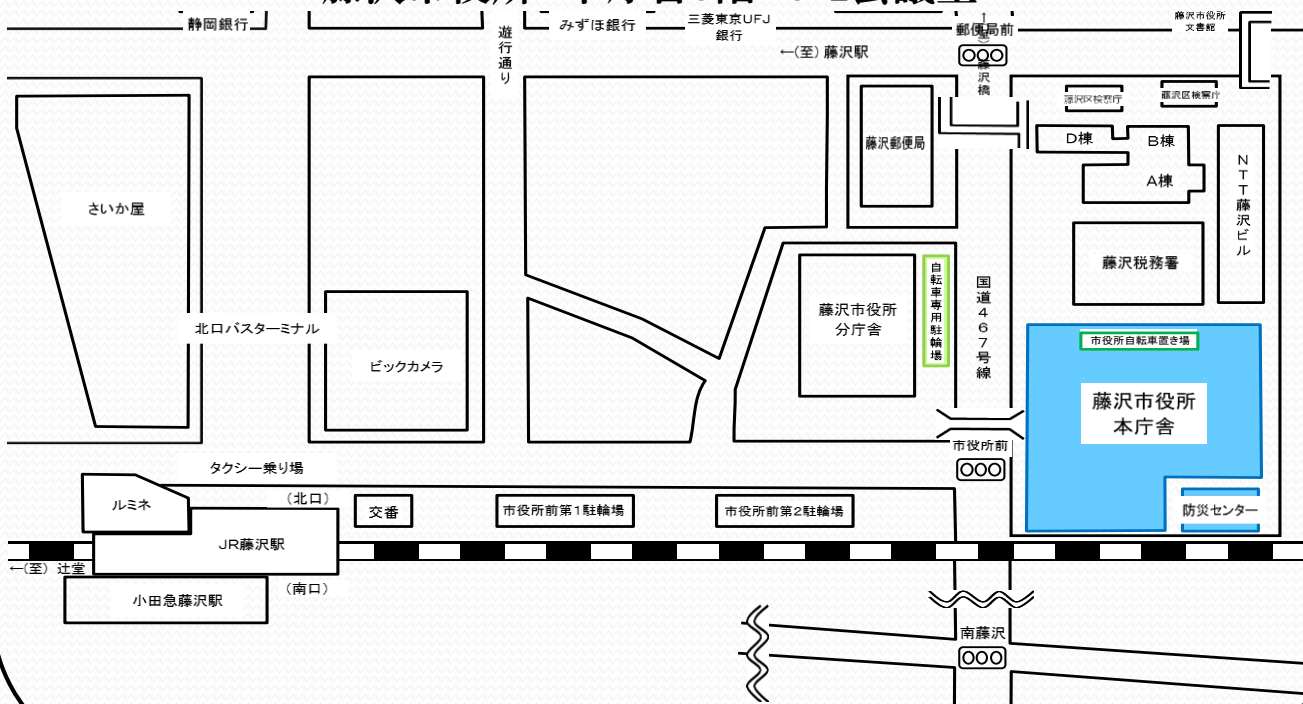 静岡銀行
遊行通り
みずほ銀行
三菱東京UFJ
銀行
郵便局前
藤沢市役所
文書館
←(至) 藤沢駅
藤沢区検察庁
藤沢区検察庁
藤沢郵便局
D棟
B棟
A棟
NTT藤沢ビル
さいか屋
藤沢税務署
自転車専用駐輪場
国道467号線
藤沢市役所
分庁舎
北口バスターミナル
ビックカメラ
市役所自転車置き場
藤沢市役所
本庁舎
市役所前
タクシー乗り場
ルミネ
(北口)
交番
市役所前第1駐輪場
市役所前第2駐輪場
防災センター
JR藤沢駅
←(至) 辻堂
(南口)
小田急藤沢駅
南藤沢